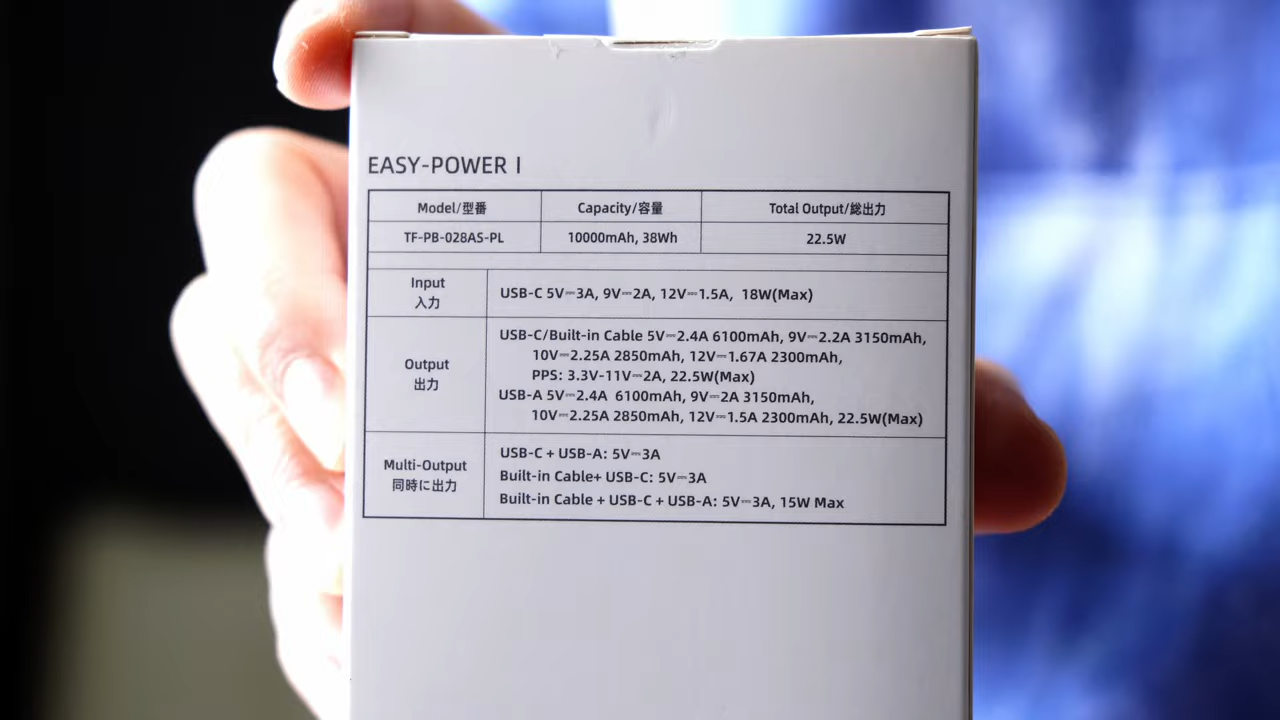 EASY-POWER I
Model/型番 Capacity/容量 Total Output/総出力
TF-PB-028AS-PL 10000mAh, 38Wh 22.5W
Input
入力
USB-C 5V⎓3A, 9V⎓2A, 12V⎓1.5A, 18W(Max)
Output
出力
USB-C/Built-in Cable 5V⎓2.4A 6100mAh, 9V⎓2.2A 3150mAh,
10V⎓2.25A 2850mAh, 12V⎓1.67A 2300mAh,
PPS: 3.3V-11V⎓2A, 22.5W(Max)
USB-A 5V⎓2.4A 6100mAh, 9V⎓2A 3150mAh,
10V⎓2.25A 2850mAh, 12V⎓1.5A 2300mAh, 22.5W(Max)
Multi-Output
同時に出力
USB-C + USB-A: 5V⎓3A
Built-in Cable+ USB-C: 5V⎓3A
Built-in Cable + USB-C + USB-A: 5V⎓3A, 15W Max